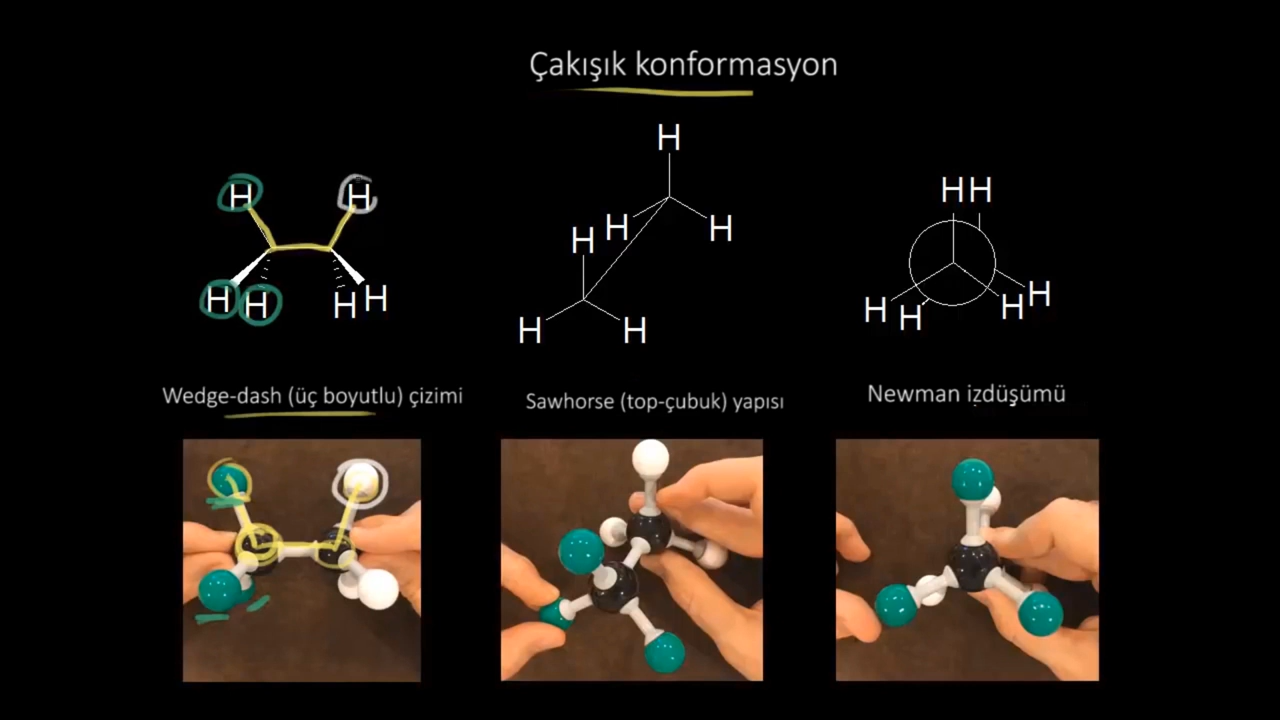 Çakışık konformasyon
H
H H
H H H H
H
H H H
H H
HH
H H
H H
Wedge-dash (üç boyutlu) çizimi
Sawhorse (top-çubuk) yapısı
Newman izdüşümü